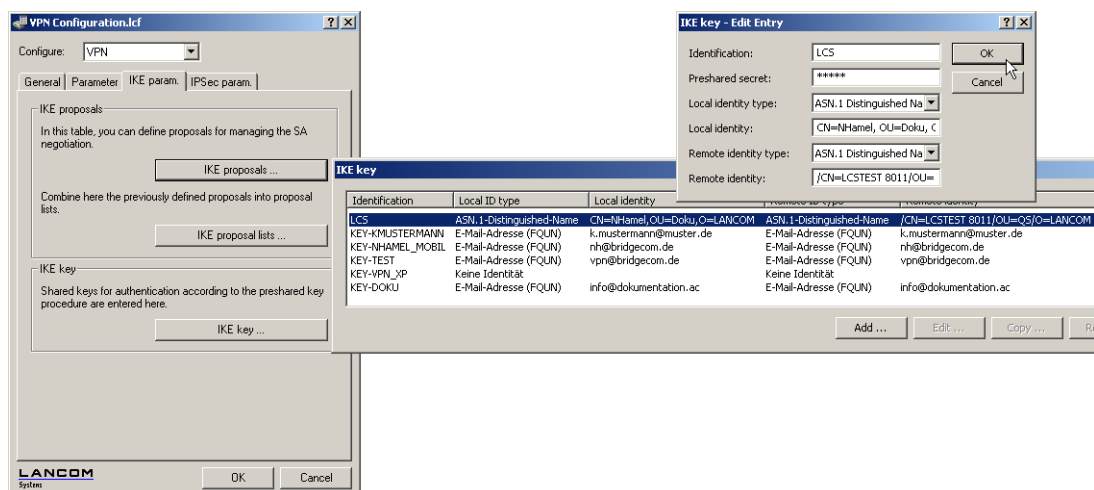 VPN Configuration.lcf
Configure: VPN
General Parameter IKE param. IPSec param.
IKE proposals
In this table, you can define proposals for managing the SA
negotiation.
IKE proposals ...
Combine here the previously defined proposals into proposal
lists.
IKE proposal lists ...
IKE key
Shared keys for authentication according to the preshared key
procedure are entered here.
IKE key ...
LANCOM
Systems
OK Cancel
IKE key
Identification Local ID type Local identity
LCS ASN.1-Distinguished-Name CN=NHamel,OU=Doku,O=LANCOM ASN.1-Distinguished-Name /CN=LCSTEST 8011/OU=QS/O=LANCOM
KEY-KMUSTERMANN E-Mail-Adresse (FQUN) k.mustermann@muster.de E-Mail-Adresse (FQUN) k.mustermann@muster.de
KEY-NHAMEL_MOBIL E-Mail-Adresse (FQUN) nh@bridgecom.de E-Mail-Adresse (FQUN) nh@bridgecom.de
KEY-TEST E-Mail-Adresse (FQUN) vpn@bridgecom.de E-Mail-Adresse (FQUN) vpn@bridgecom.de
KEY-VPN_XP Keine Identität Keine Identität
KEY-DOKU E-Mail-Adresse (FQUN) info@dokumentation.ac E-Mail-Adresse (FQUN) info@dokumentation.ac
Add ... Edit ... Copy ...
IKE key - Edit Entry
Identification: LCS
Preshared secret: *****
Local identity type: ASN.1 Distinguished Na
Local identity: CN=NHamel, OU=Doku,
Remote identity type: ASN.1 Distinguished Na
Remote identity: /CN=LCSTEST 8011/OU=
OK
Cancel